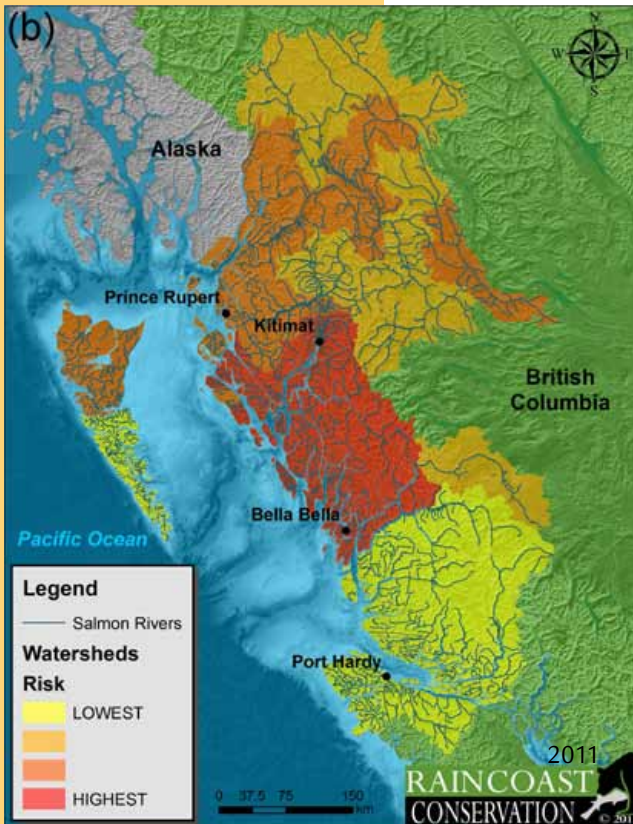 (b)
N
W
S
Alaska
Prince Rupert
Kitimat
British
Columbia
Bella Bella
Pacific Ocean
Legend
Salmon Rivers
Watersheds
Risk
LOWEST
HIGHEST
Port Hardy
0 37.5 75 150
km
2011
RAINCOAST
CONSERVATION